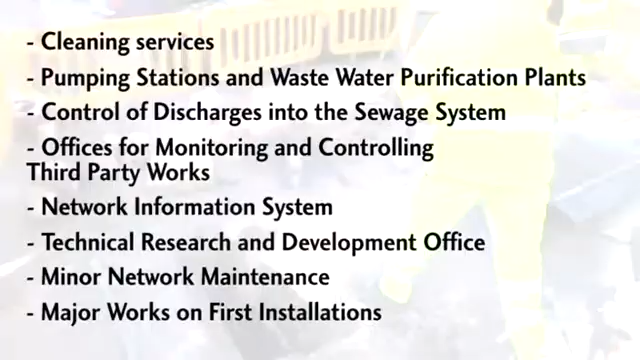 - Cleaning services
- Pumping Stations and Waste Water Purification Plants
- Control of Discharges into the Sewage System
- Offices for Monitoring and Controlling
Third Party Works
- Network Information System
- Technical Research and Development Office
- Minor Network Maintenance
- Major Works on First Installations